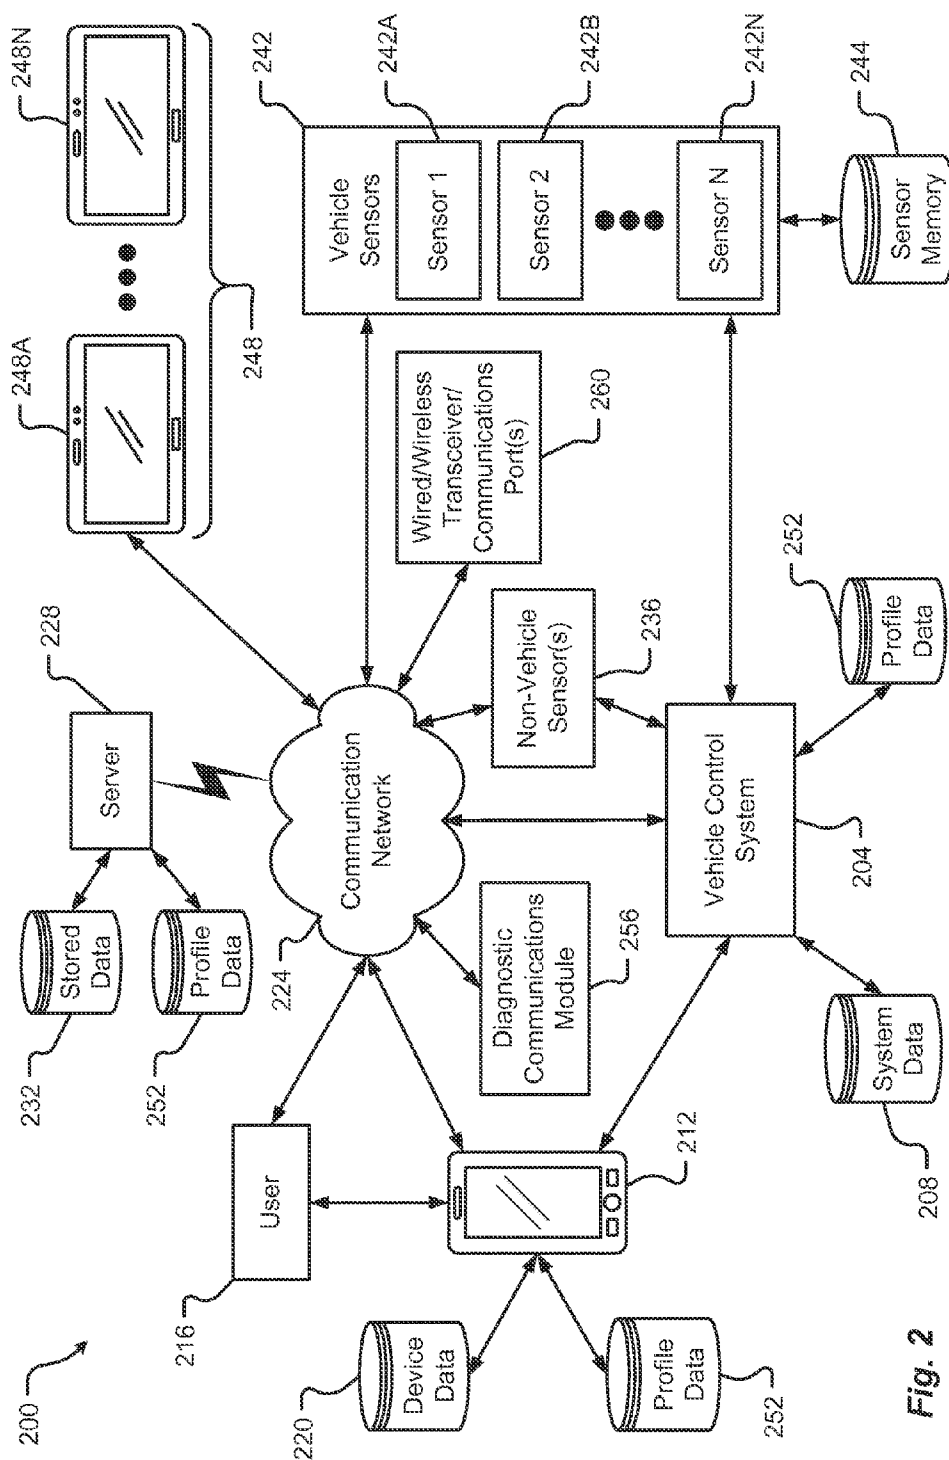 200
216
User
220
Device
Data
Profile
Data
252
212
232
Stored
Data
252
Profile Data
Server
228
224
Communication
Network
Diagnostic
Communications
Module
256
208
System
Data
Vehicle Control
System
204
Profile
Data
252
Non-Vehicle
Sensor(s)
236
Wired/Wireless
Transceiver/
Communications
Port(s)
260
248A
248N
248
242
242A
242B
242N
Vehicle
Sensors
Sensor 1
Sensor 2
Sensor N
244
Sensor
Memory
Fig. 2